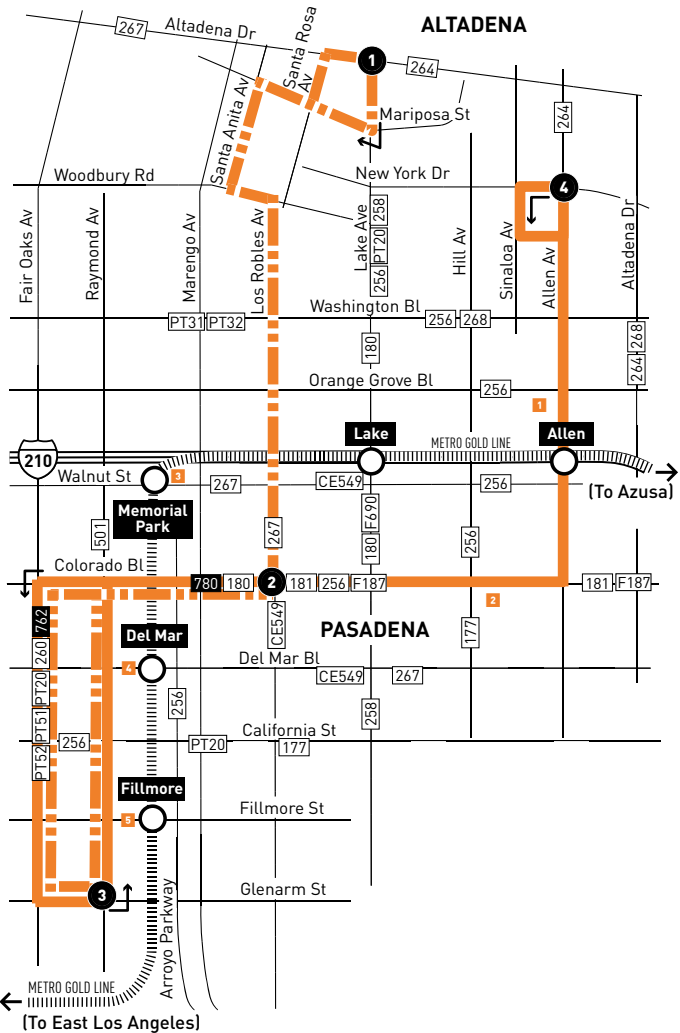 ALTADENA
267
Altadena Dr
Santa Rosa
Av
1
264
Santa Anita Av
Mariposa St
264
Woodbury Rd
New York Dr
4
Fair Oaks Av
Raymond Av
Marengo Av
Los Robles Av
Lake Ave
256 PT20 258
Hill Av
Sinaloa Av
Allen Av
Altadena Dr
Washington Bl
PT31 PT32
256 268
180
264 268
Orange Grove Bl
256
1
Lake
METRO GOLD LINE
Allen
210
Walnut St
3
267
CE549
256
(To Azusa)
Memorial
Park
501
267
180 F690
256
Colorado Bl
780 180
2
181 256 F187
181 F187
2
762
260
PT20
PT51
PT52
CE549
PASADENA
177
Del Mar
4
Del Mar Bl
CE549
267
256
258
256
PT20
California St
177
Fillmore
5
Fillmore St
3
Glenarm St
Arroyo Parkway
METRO GOLD LINE
(To East Los Angeles)